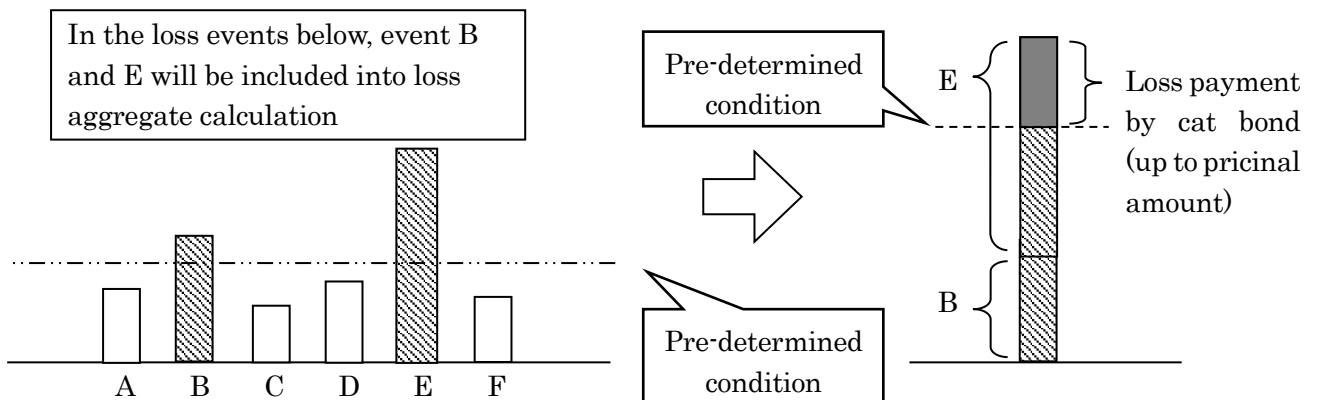 In the loss events below, event B
and E will be included into loss
aggregate calculation
A B C D E F
Pre-determined
condition
Pre-determined
condition
E
B
Loss payment
by cat bond
(up to pricinal
amount)